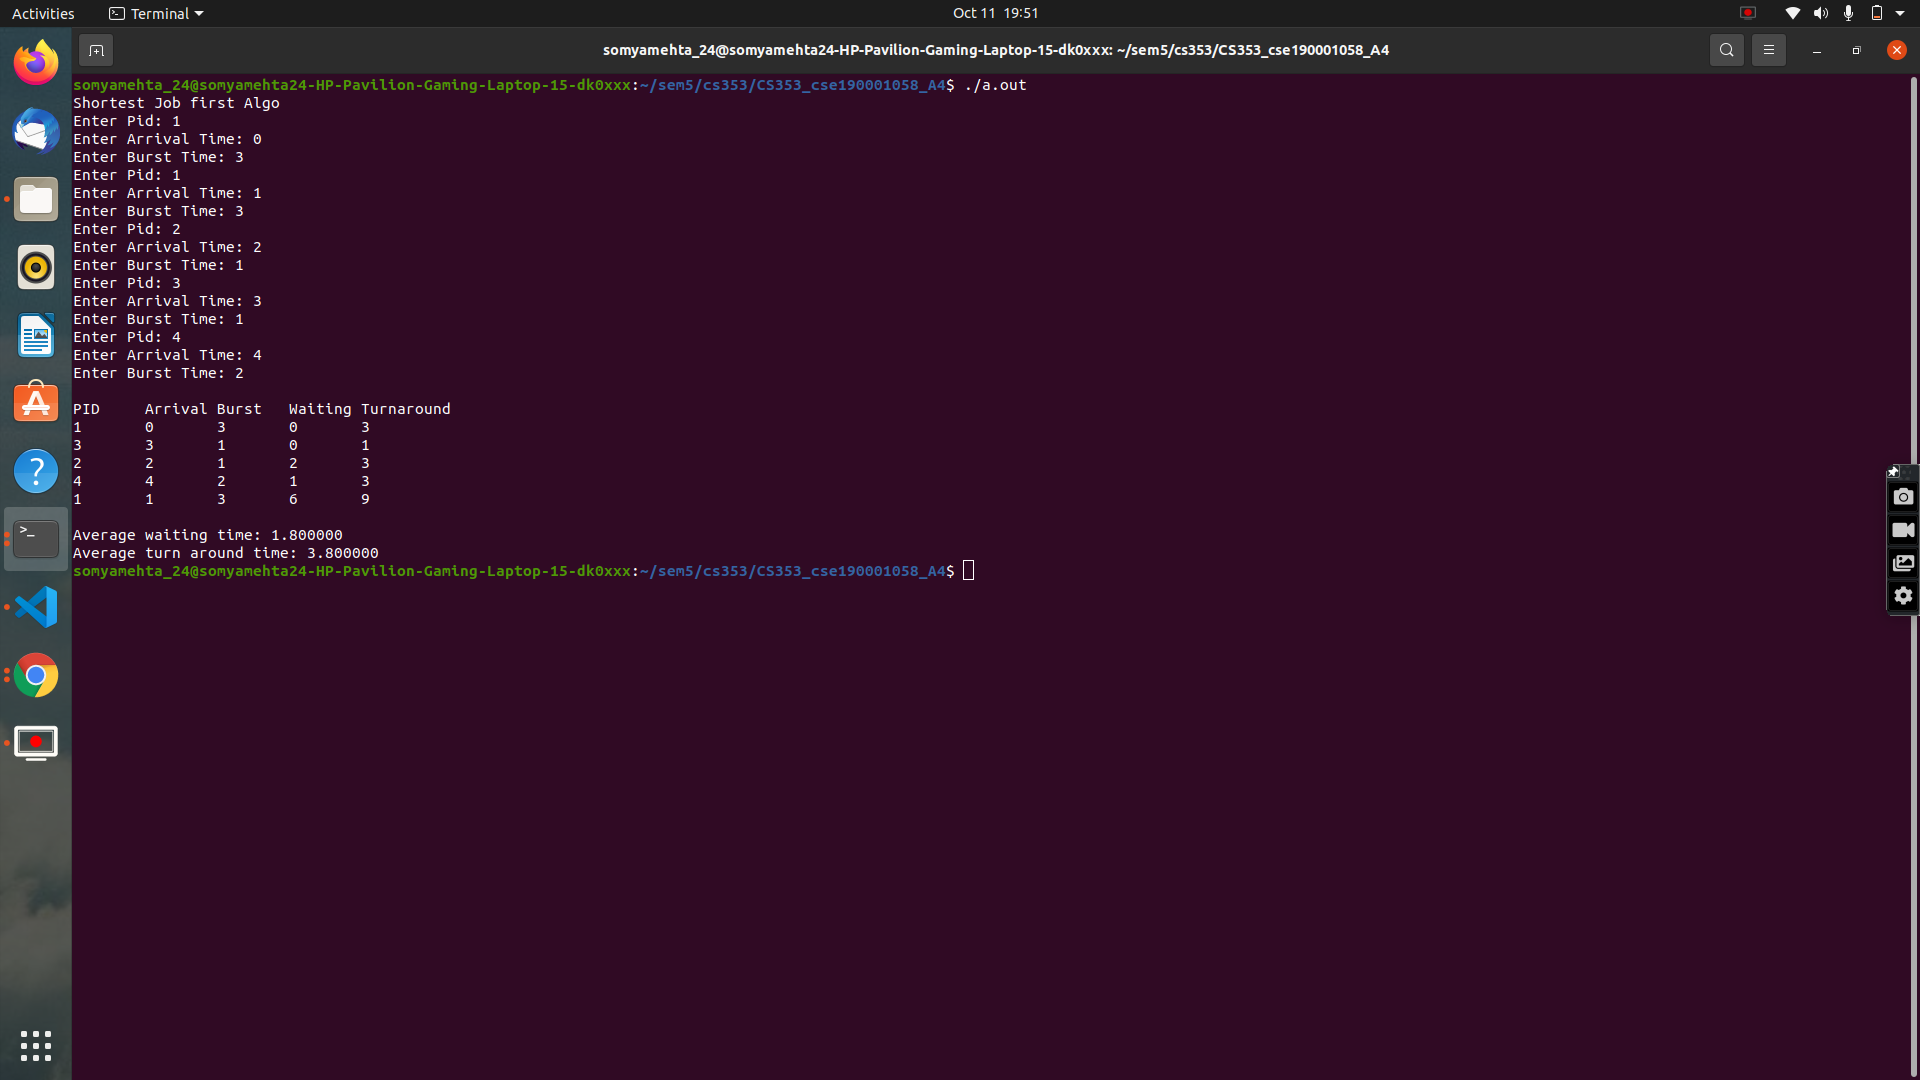 Activities Terminal Oct 11 19:51
somyamehta_24@somyamehta24-HP-Pavilion-Gaming-Laptop-15-dk0xxx: ~/sem5/cs353/CS353_cse190001058_A4
somyamehta_24@somyamehta24-HP-Pavilion-Gaming-Laptop-15-dk0xxx:~/sem5/cs353/CS353_cse190001058_A4$ ./a.out
Shortest Job first Algo
Enter Pid: 1
Enter Arrival Time: 0
Enter Burst Time: 3
Enter Pid: 1
Enter Arrival Time: 1
Enter Burst Time: 3
Enter Pid: 2
Enter Arrival Time: 2
Enter Burst Time: 1
Enter Pid: 3
Enter Arrival Time: 3
Enter Burst Time: 1
Enter Pid: 4
Enter Arrival Time: 4
Enter Burst Time: 2
PID Arrival Burst Waiting Turnaround
1 0 3 0 3
3 3 1 0 1
2 2 1 2 3
4 4 2 1 3
1 1 3 6 9
Average waiting time: 1.800000
Average turn around time: 3.800000
somyamehta_24@somyamehta24-HP-Pavilion-Gaming-Laptop-15-dk0xxx:~/sem5/cs353/CS353_cse190001058_A4$